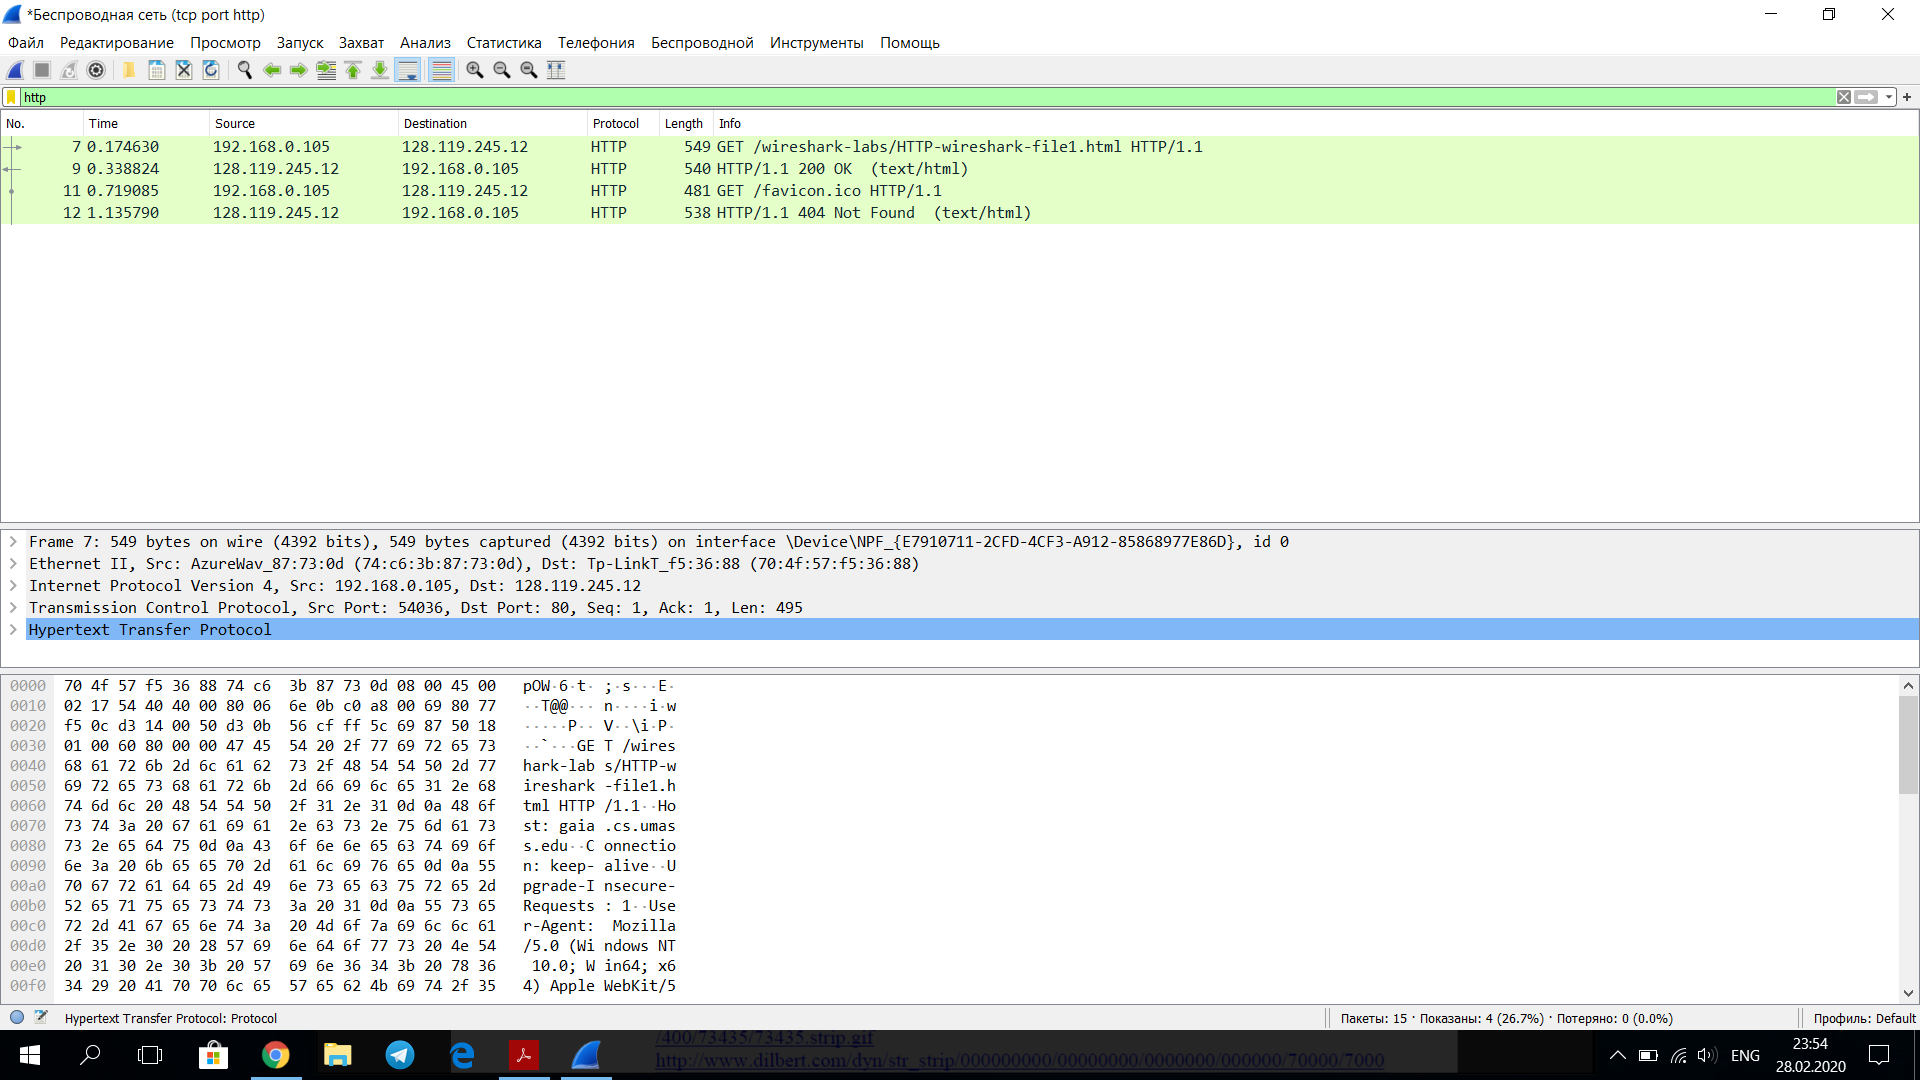 *Беспроводная сеть (tcp port http)
Файл Редактирование Просмотр Запуск Захват Анализ Статистика Телефония Беспроводной Инструменты Помощь
http
No. Time Source Destination Protocol Length Info
7 0.174630 192.168.0.105 128.119.245.12 HTTP 549 GET /wireshark-labs/HTTP-wireshark-file1.html HTTP/1.1
9 0.338824 128.119.245.12 192.168.0.105 HTTP 540 HTTP/1.1 200 OK (text/html)
11 0.719085 192.168.0.105 128.119.245.12 HTTP 481 GET /favicon.ico HTTP/1.1
12 1.135790 128.119.245.12 192.168.0.105 HTTP 538 HTTP/1.1 404 Not Found (text/html)
Frame 7: 549 bytes on wire (4392 bits), 549 bytes captured (4392 bits) on interface \Device\NPF_{E7910711-2CFD-4CF3-A912-85868977E86D}, id 0
Ethernet II, Src: AzureWav_87:73:0d (74:c6:3b:87:73:0d), Dst: Tp-LinkT_f5:36:88 (70:4f:57:f5:36:88)
Internet Protocol Version 4, Src: 192.168.0.105, Dst: 128.119.245.12
Transmission Control Protocol, Src Port: 54036, Dst Port: 80, Seq: 1, Ack: 1, Len: 495
Hypertext Transfer Protocol
0000 70 4f 57 f5 36 88 74 c6 3b 87 73 0d 08 00 45 00 pOW·6·t· ;·s···E·
0010 02 17 54 40 40 00 80 06 6e 0b c0 a8 00 69 80 77 ··T@@··· n····i·w
0020 f5 0c d3 14 00 50 d3 0b 56 cf ff 5c 69 87 50 18 ·····P·· V··\i·P·
0030 01 00 60 80 00 00 47 45 54 20 2f 77 69 72 65 73 ··`···GE T /wires
0040 68 61 72 6b 2d 6c 61 62 73 2f 48 54 54 50 2d 77 hark-lab s/HTTP-w
0050 69 72 65 73 68 61 72 6b 2d 66 69 6c 65 31 2e 68 ireshark -file1.h
0060 74 6d 6c 20 48 54 54 50 2f 31 2e 31 0d 0a 48 6f tml HTTP /1.1··Ho
0070 73 74 3a 20 67 61 69 61 2e 63 73 2e 75 6d 61 73 st: gaia .cs.umas
0080 73 2e 65 64 75 0d 0a 43 6f 6e 6e 65 63 74 69 6f s.edu··C onnectio
0090 6e 3a 20 6b 65 65 70 2d 61 6c 69 76 65 0d 0a 55 n: keep- alive··U
00a0 70 67 72 61 64 65 2d 49 6e 73 65 63 75 72 65 2d pgrade-I nsecure-
00b0 52 65 71 75 65 73 74 73 3a 20 31 0d 0a 55 73 65 Requests : 1··Use
00c0 72 2d 41 67 65 6e 74 3a 20 4d 6f 7a 69 6c 6c 61 r-Agent: Mozilla
00d0 2f 35 2e 30 20 28 57 69 6e 64 6f 77 73 20 4e 54 /5.0 (Wi ndows NT
00e0 20 31 30 2e 30 3b 20 57 69 6e 36 34 3b 20 78 36 10.0; W in64; x6
00f0 34 29 20 41 70 70 6c 65 57 65 62 4b 69 74 2f 35 4) Apple WebKit/5
Hypertext Transfer Protocol: Protocol
Пакеты: 15 · Показаны: 4 (26.7%) · Потеряно: 0 (0.0%)
Профиль: Default
/400/73435/73435.strip.gif
http://www.dilbert.com/dyn/str_strip/000000000/00000000/0000000/000000/70000/7000
ENG
23:54
28.02.2020